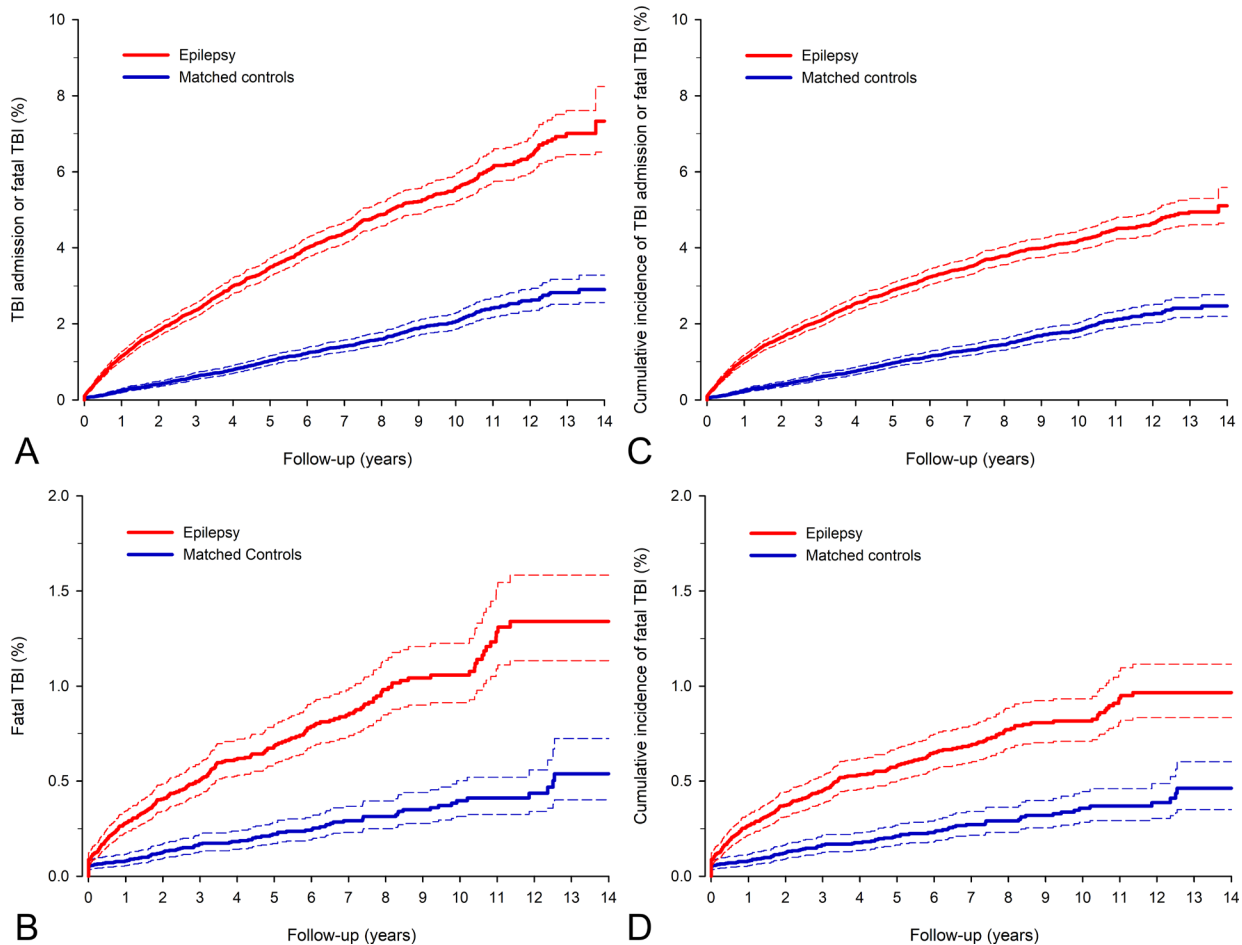 TBI admission or fatal TBI (%)
10
8
6
4
2
0
Epilepsy
Matched controls
0 1 2 3 4 5 6 7 8 9 10 11 12 13 14
Follow-up (years)
A
Cumulative incidence of TBI admission or fatal TBI (%)
10
8
6
4
2
0
Epilepsy
Matched controls
0 1 2 3 4 5 6 7 8 9 10 11 12 13 14
Follow-up (years)
C
Fatal TBI (%)
2.0
1.5
1.0
0.5
0.0
Epilepsy
Matched Controls
0 1 2 3 4 5 6 7 8 9 10 11 12 13 14
Follow-up (years)
B
Cumulative incidence of fatal TBI (%)
2.0
1.5
1.0
0.5
0.0
Epilepsy
Matched controls
0 1 2 3 4 5 6 7 8 9 10 11 12 13 14
Follow-up (years)
D